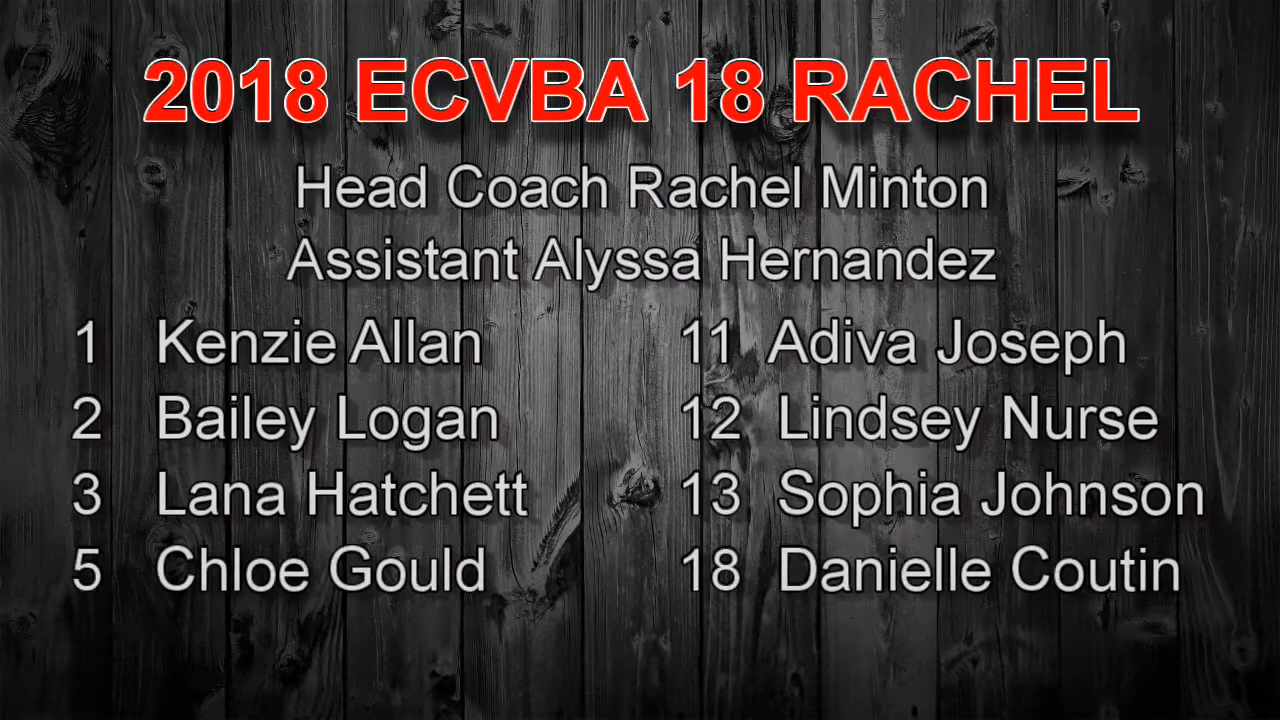 2018 ECVBA 18 RACHEL
Head Coach Rachel Minton
Assistant Alyssa Hernandez
1 Kenzie Allan
2 Bailey Logan
3 Lana Hatchett
5 Chloe Gould
11 Adiva Joseph
12 Lindsey Nurse
13 Sophia Johnson
18 Danielle Coutin